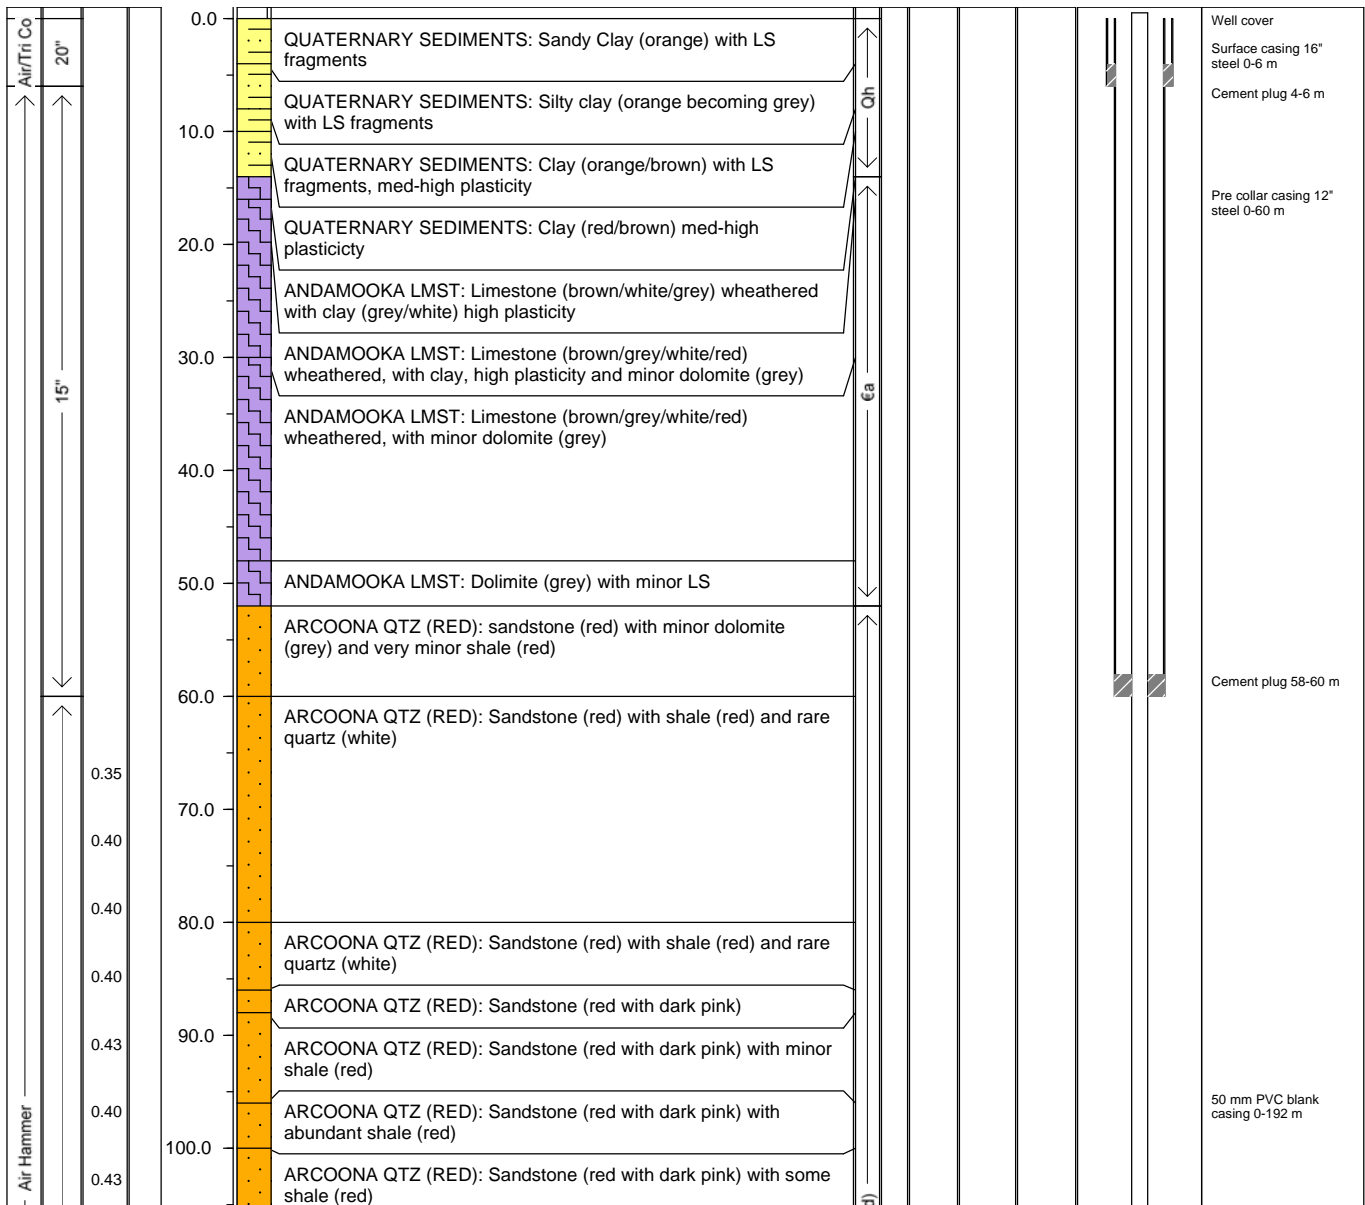 Air/Tri Co
20"
15"
Air Hammer
0.35
0.40
0.40
0.40
0.43
0.40
0.43
0.0
10.0
20.0
30.0
40.0
50.0
60.0
70.0
80.0
90.0
100.0
QUATERNARY SEDIMENTS: Sandy Clay (orange) with LS
fragments
QUATERNARY SEDIMENTS: Silty clay (orange becoming grey)
with LS fragments
QUATERNARY SEDIMENTS: Clay (orange/brown) with LS
fragments, med-high plasticity
QUATERNARY SEDIMENTS: Clay (red/brown) med-high
plasticicty
ANDAMOOKA LMST: Limestone (brown/white/grey) wheathered
with clay (grey/white) high plasticity
ANDAMOOKA LMST: Limestone (brown/grey/white/red)
wheathered, with clay, high plasticity and minor dolomite (grey)
ANDAMOOKA LMST: Limestone (brown/grey/white/red)
wheathered, with minor dolomite (grey)
ANDAMOOKA LMST: Dolimite (grey) with minor LS
ARCOONA QTZ (RED): sandstone (red) with minor dolomite
(grey) and very minor shale (red)
ARCOONA QTZ (RED): Sandstone (red) with shale (red) and rare
quartz (white)
ARCOONA QTZ (RED): Sandstone (red) with shale (red) and rare
quartz (white)
ARCOONA QTZ (RED): Sandstone (red with dark pink)
ARCOONA QTZ (RED): Sandstone (red with dark pink) with minor
shale (red)
ARCOONA QTZ (RED): Sandstone (red with dark pink) with
abundant shale (red)
ARCOONA QTZ (RED): Sandstone (red with dark pink) with some
shale (red)
Qh
€a
d)
Well cover
Surface casing 16"
steel 0-6 m
Cement plug 4-6 m
Pre collar casing 12"
steel 0-60 m
Cement plug 58-60 m
50 mm PVC blank
casing 0-192 m